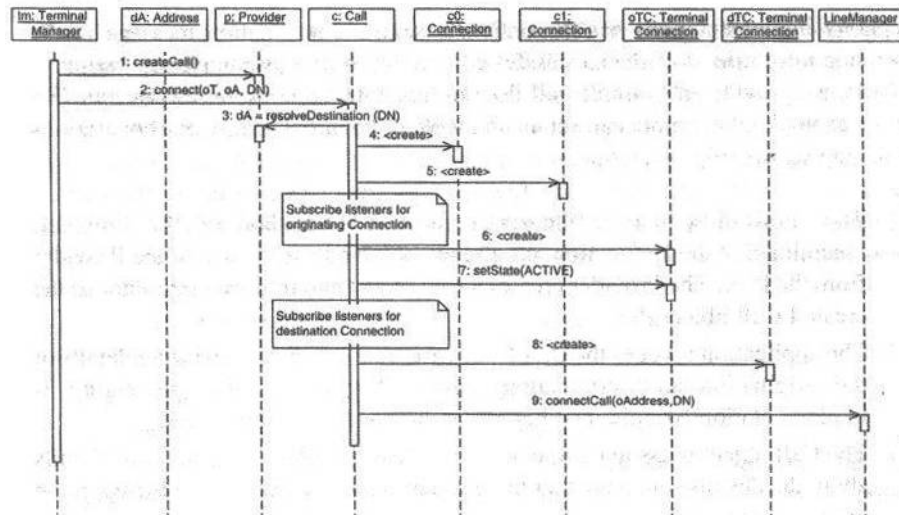 tm: Terminal
Manager
dA: Address
p: Provider
c: Call
c0:
Connection
c1:
Connection
oTC: Terminal
Connection
dTC: Terminal
Connection
LineManager
1: createCall()
2: connect(oT, oA, DN)
3: dA = resolveDestination (DN)
4: <create>
5: <create>
Subscribe listeners for
originating Connection
6: <create>
7: setState(ACTIVE)
Subscribe listeners for
destination Connection
8: <create>
9: connectCall(oAddress,DN)